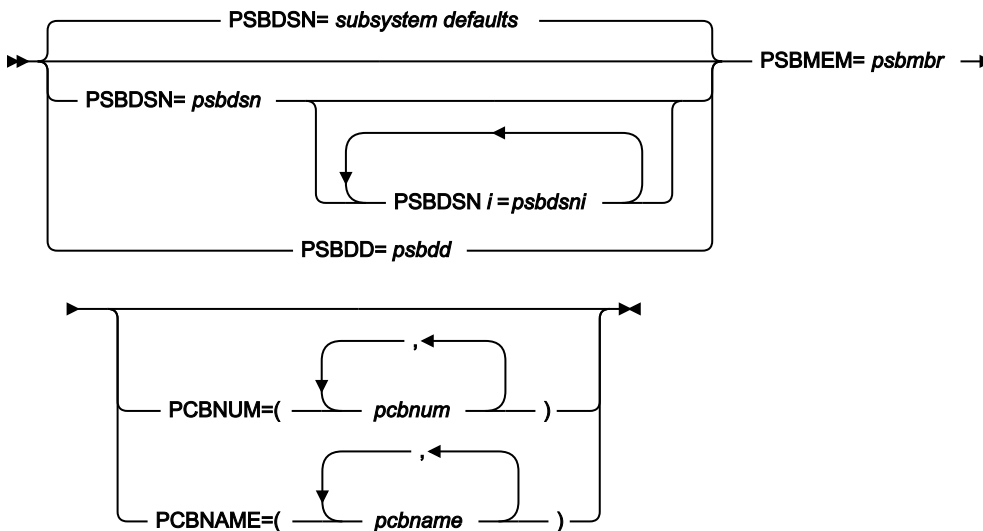 PSBDSN= subsystem defaults
PSBMEM= psbmbr
PSBDSN= psbdsn
PSBDSN i =psbdsni
PSBDD= psbdd
,
PCBNUM=( pcbnum )
,
PCBNAME=( pcbname )